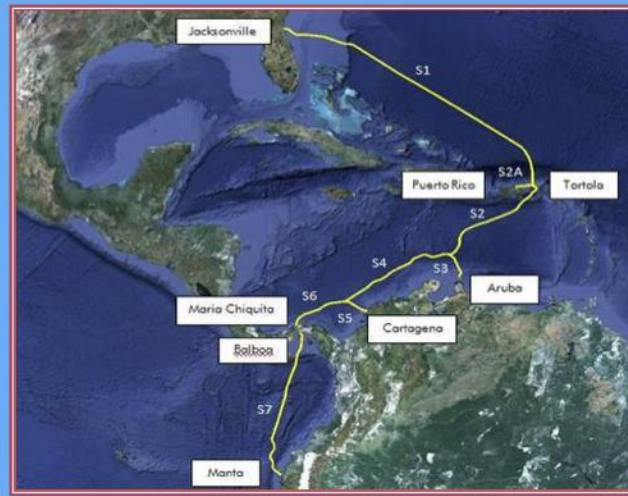 Jacksonville
S1
S2A
Puerto Rico
Tortola
S2
S4
S3
Aruba
S6
Maria Chiquita
S5
Cartagena
Balboa
S7
Manta